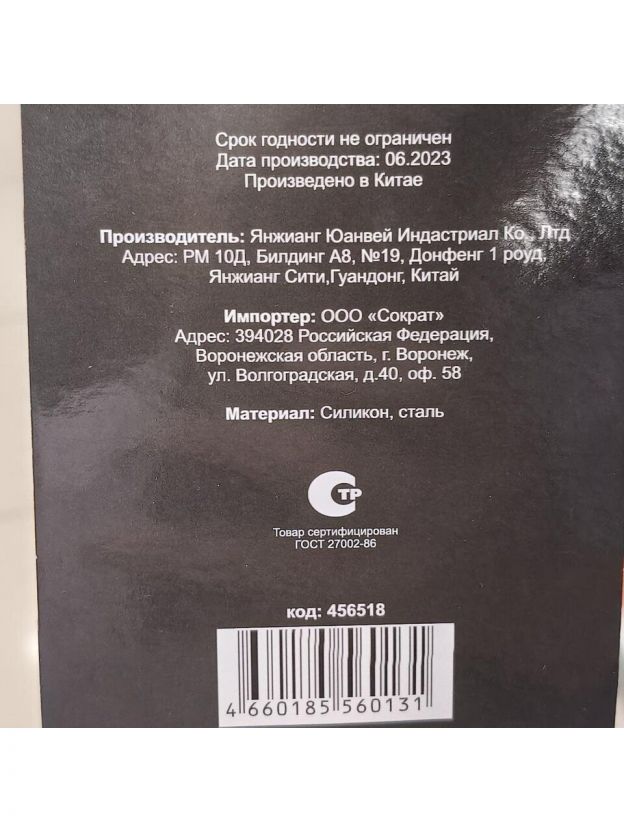 Срок годности не ограничен
Дата производства: 06.2023
Произведено в Китае
Производитель: Янжианг Юанвей Индастриал Ко., Лтд
Адрес: РМ 10Д, Билдинг А8, №19, Донфенг 1 роуд,
Янжианг Сити,Гуандонг, Китай
Импортер: ООО «Сократ»
Адрес: 394028 Российская Федерация,
Воронежская область, г. Воронеж,
ул. Волгоградская, д.40, оф. 58
Материал: Силикон, сталь
СТР
Товар сертифицирован
ГОСТ 27002-86
код: 456518
4 660185 560131